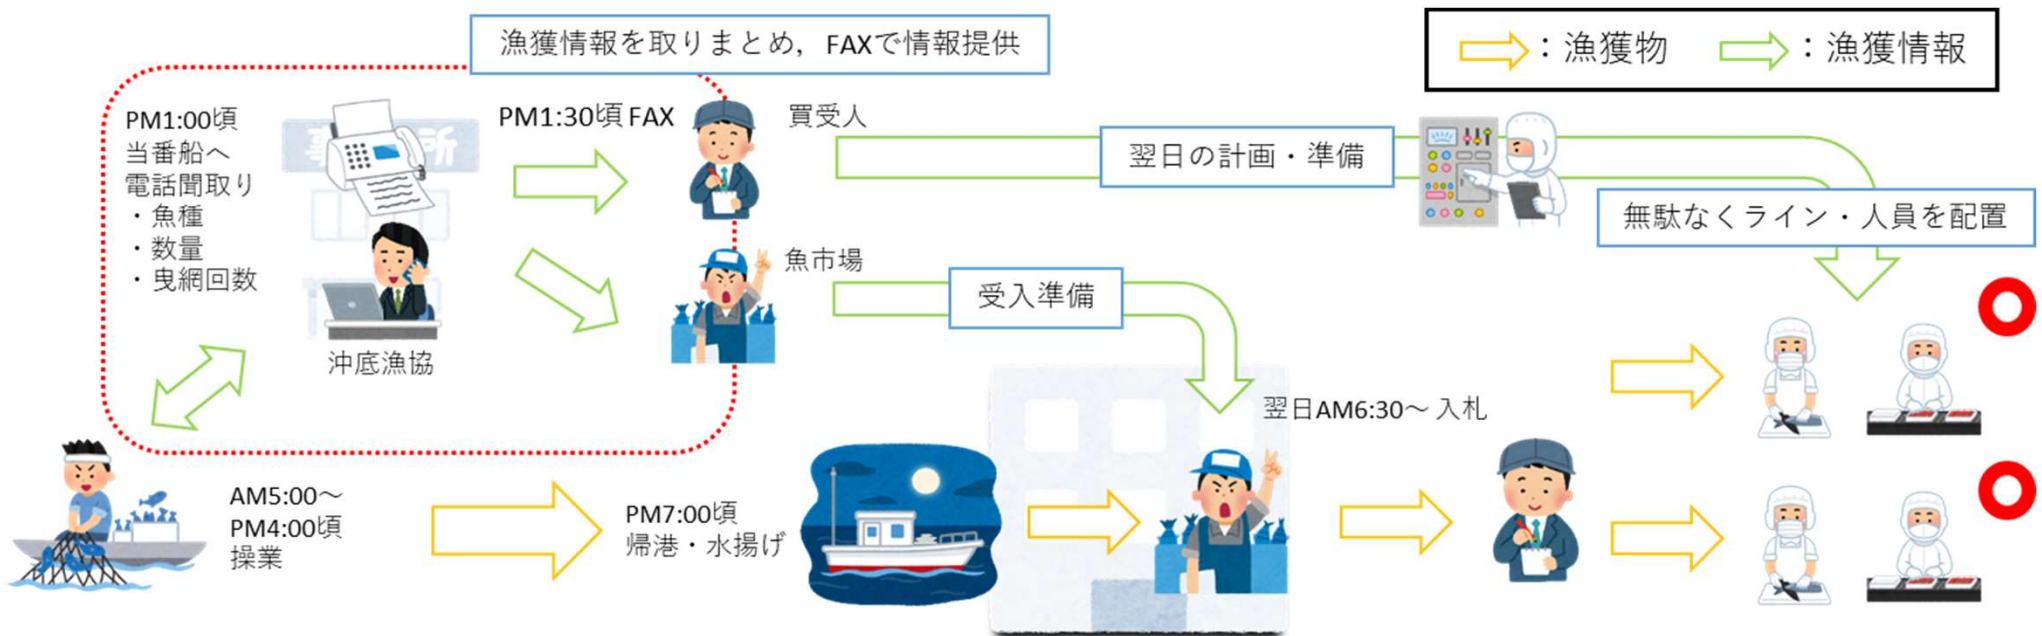 漁獲情報を取りまとめ，FAXで情報提供
：漁獲物
：漁獲情報
PM1:00頃
当番船へ
電話聞取り
・魚種
・数量
・曳網回数
沖底漁協
PM1:30頃 FAX
買受人
翌日の計画・準備
無駄なくライン・人員を配置
魚市場
受入準備
翌日AM6:30～ 入札
AM5:00～
PM4:00頃
操業
PM7:00頃
帰港・水揚げ